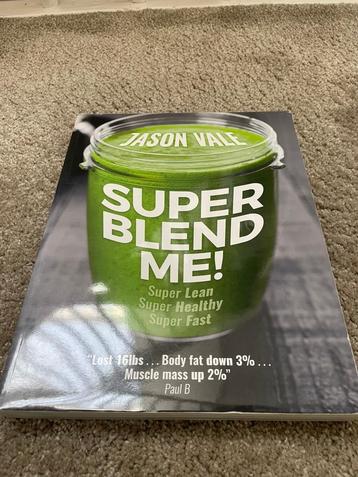 JASON VALE
SUPER
BLEND
ME!
Super Lean
Super Healthy
Super Fast
"Lost 16lbs... Body fat down 3%...
Muscle mass up 2%"
Paul B